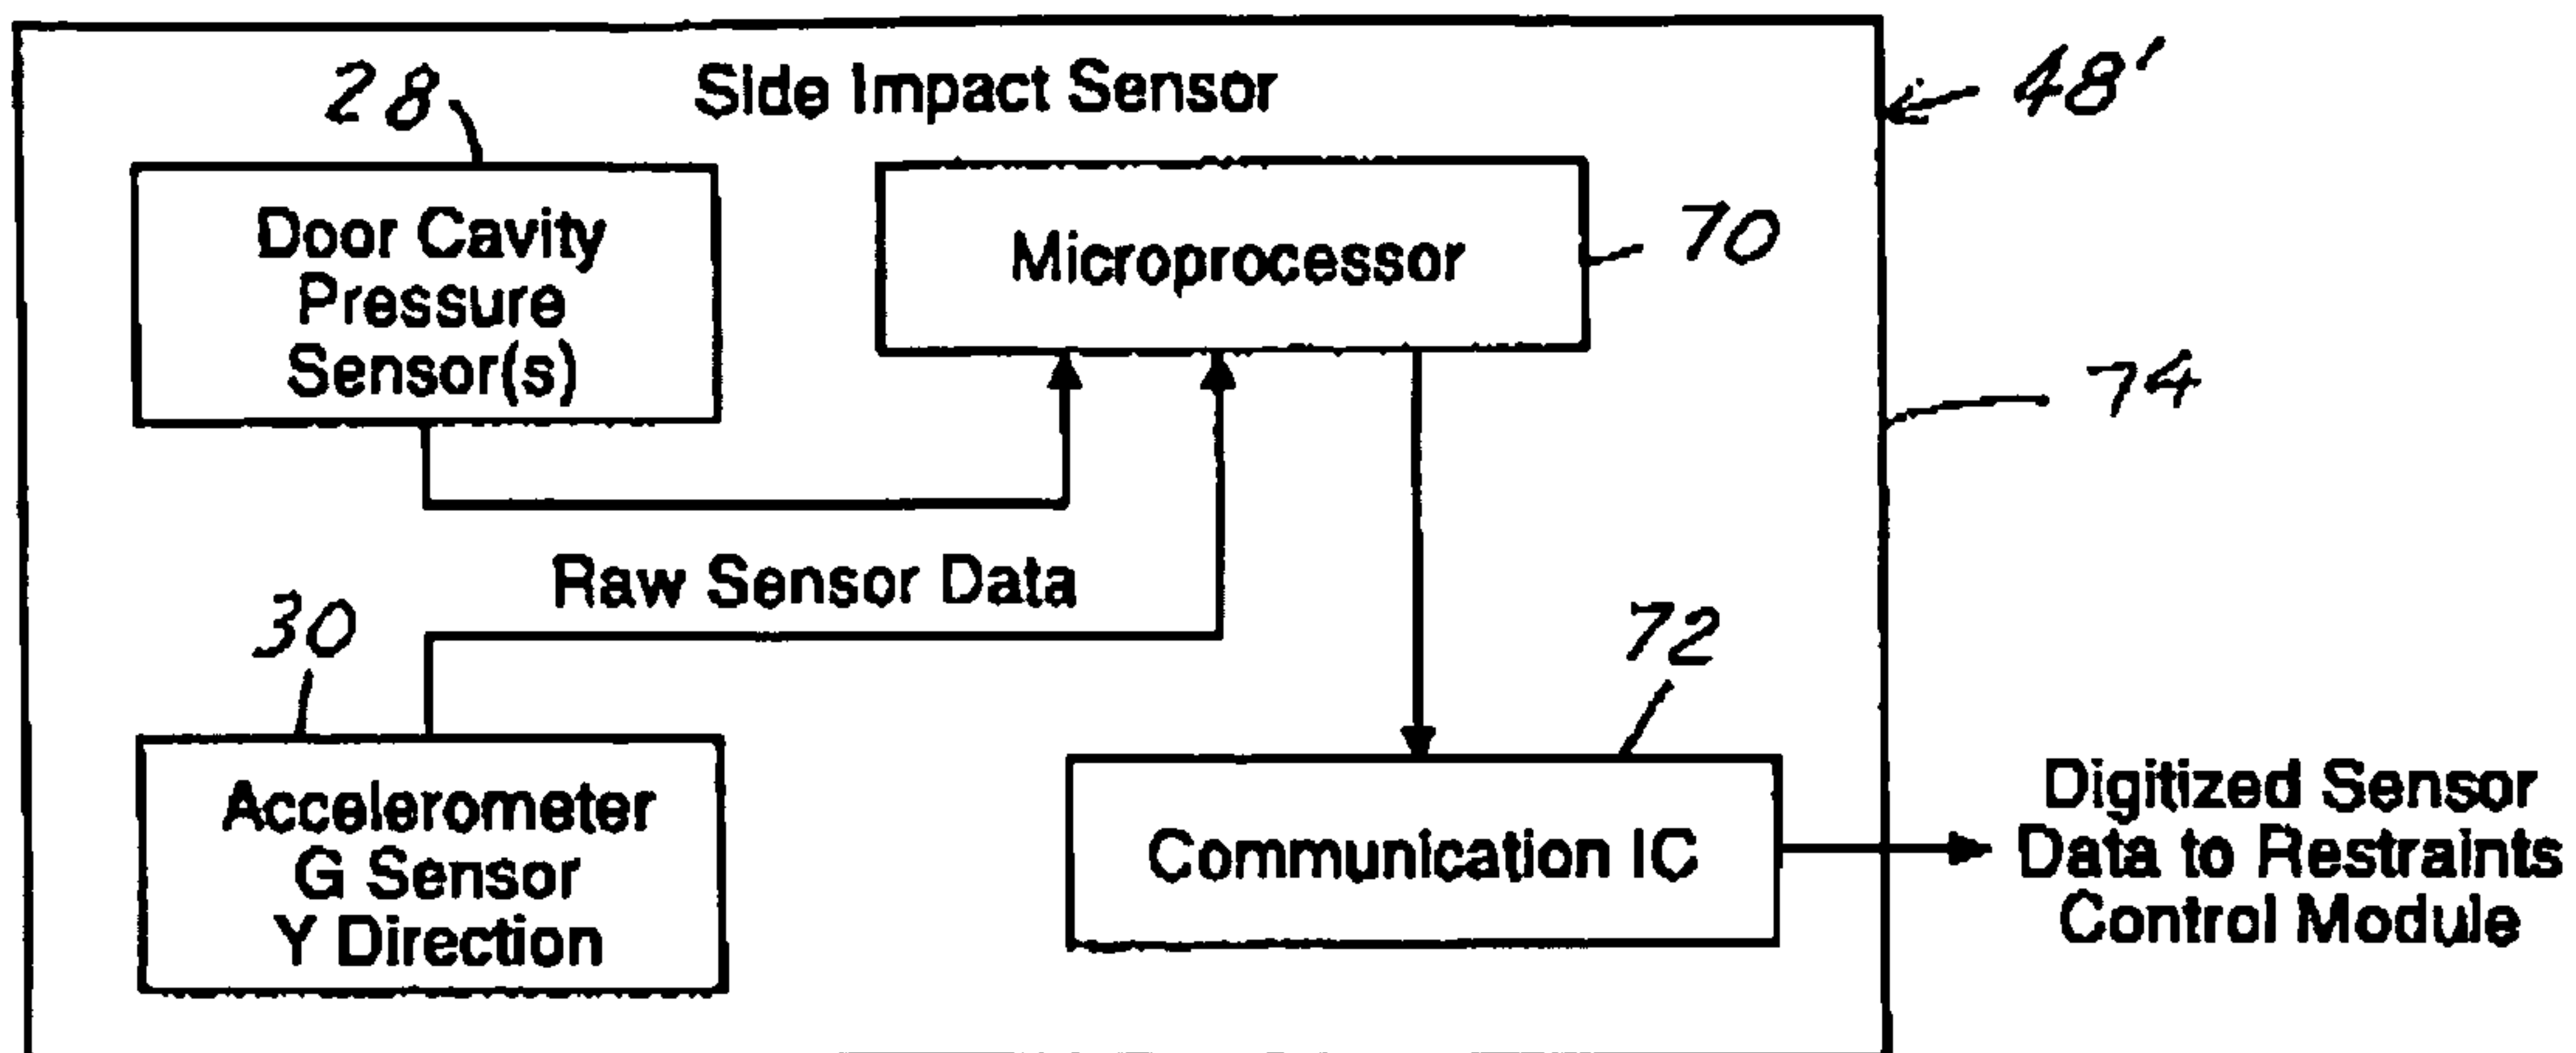 Side Impact Sensor
48'
28
Door Cavity
Pressure
Sensor(s)
Microprocessor
70
74
Raw Sensor Data
30
Accelerometer
G Sensor
Y Direction
72
Communication IC
Digitized Sensor
Data to Restraints
Control Module